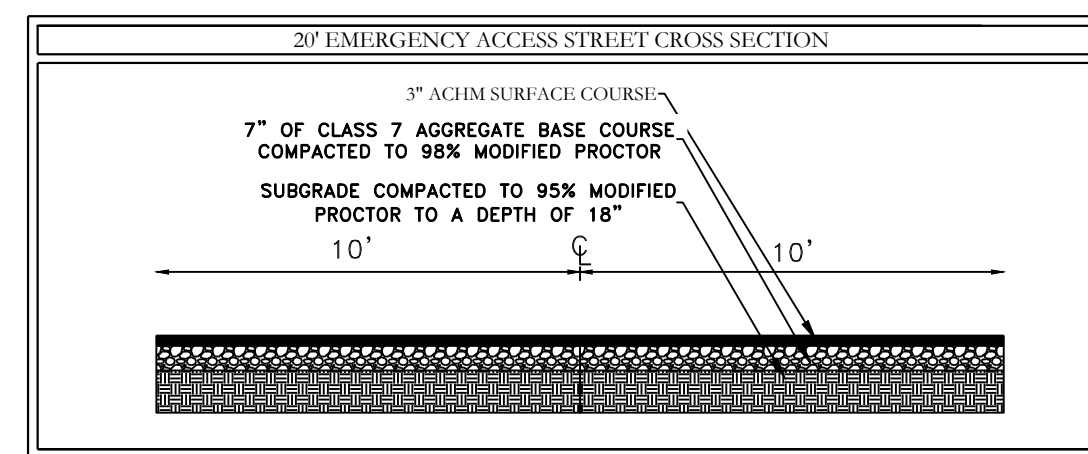 20' EMERGENCY ACCESS STREET CROSS SECTION
3" ACHM SURFACE COURSE
7” OF CLASS 7 AGGREGATE BASE COURSE
COMPACTED TO 98% MODIFIED PROCTOR
SUBGRADE COMPACTED TO 95% MODIFIED
PROCTOR TO A DEPTH OF 18”
10’ ℄ 10’